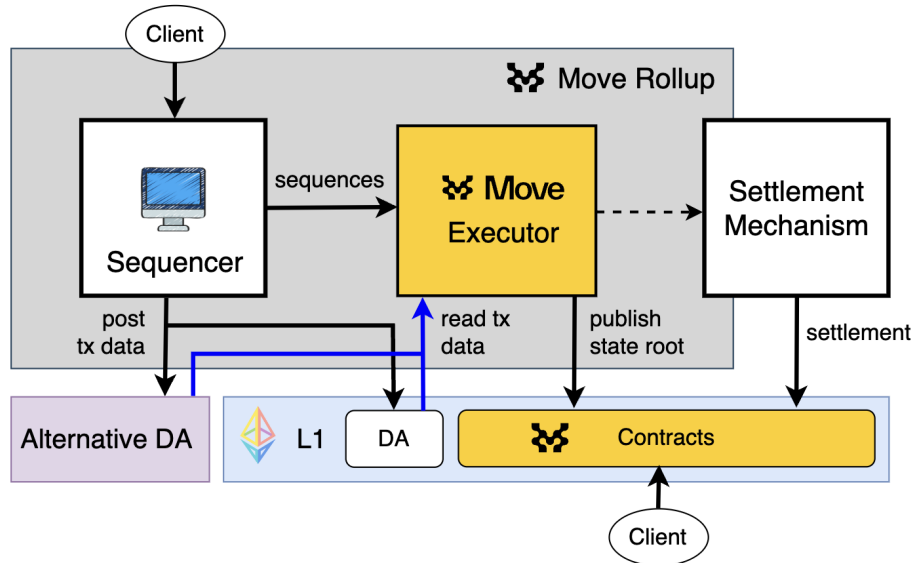 Client
Move Rollup
Sequencer
sequences
Move
Executor
Settlement
Mechanism
post
tx data
read tx
data
publish
state root
settlement
Alternative DA
L1
DA
Contracts
Client